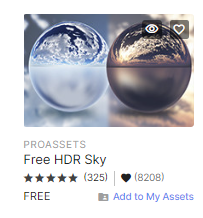 PROASSETS
Free HDR Sky
(325) (8208)
FREE Add to My Assets